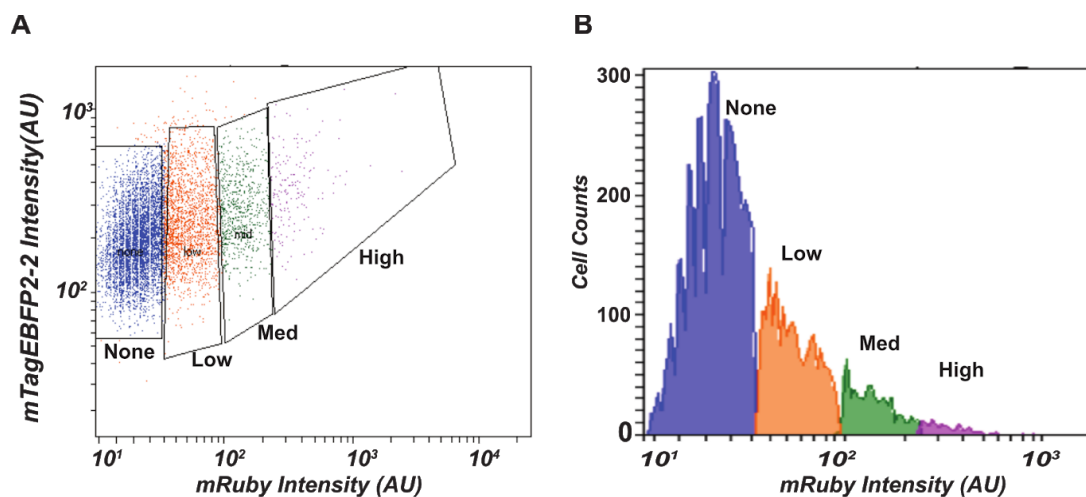 A
mTagEBFP2-2 Intensity(AU)
10³
10²
none
low
mid
None
Low
Med
High
10¹ 10² 10³ 10⁴
mRuby Intensity (AU)
B
Cell Counts
300
200
100
0
None
Low
Med
High
10¹ 10² 10³
mRuby Intensity (AU)